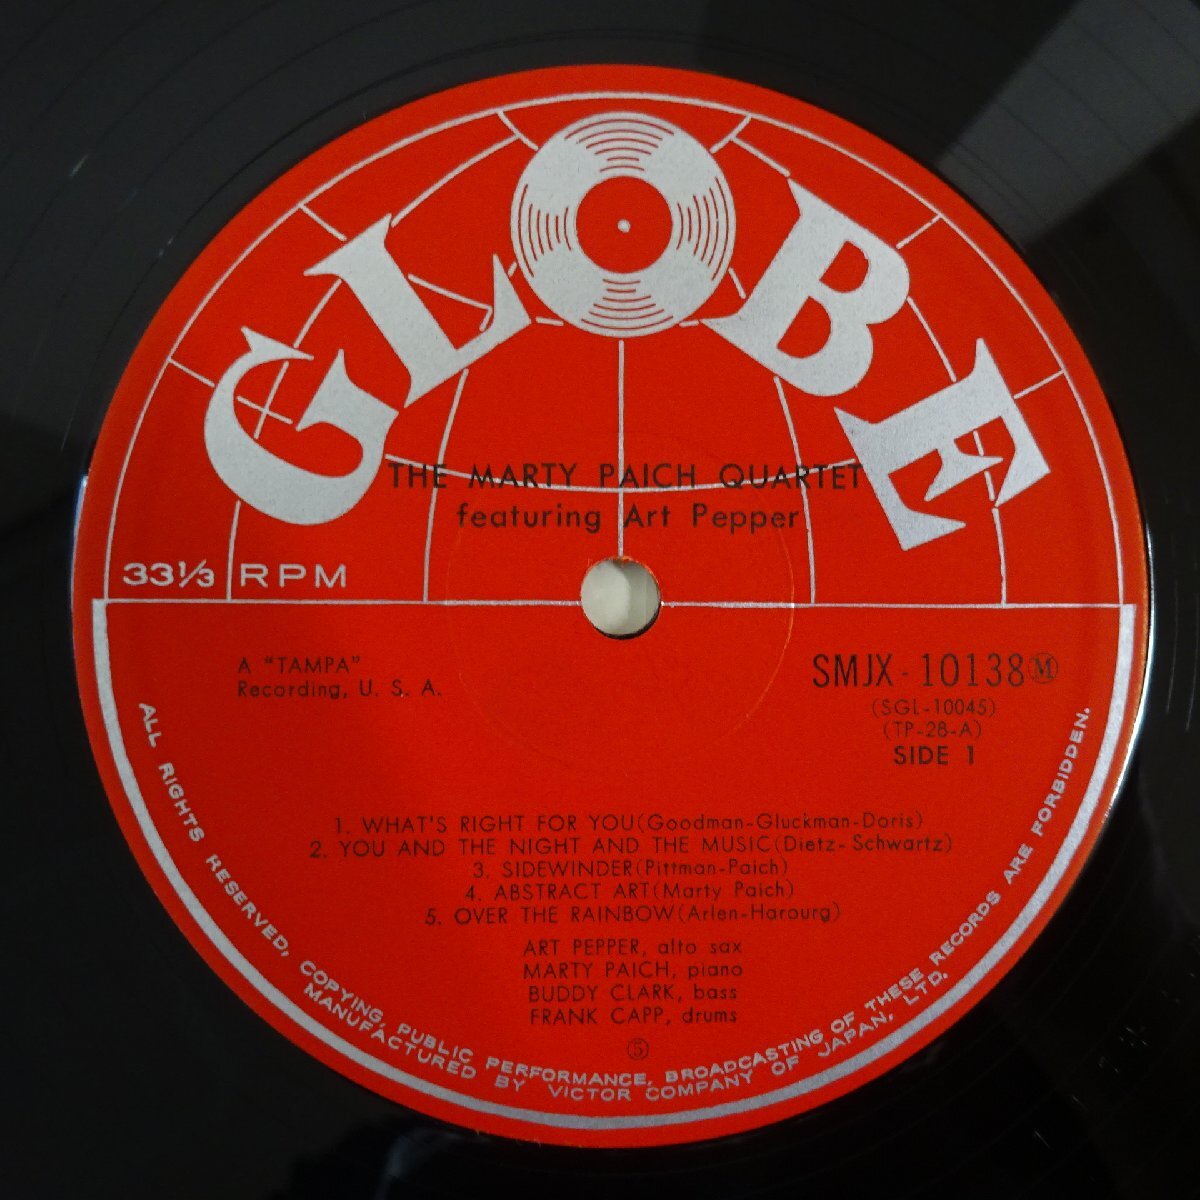 GLOBE
THE MARTY PAICH QUARTET
featuring Art Pepper
33⅓ RPM
A "TAMPA"
Recording, U. S. A.
SMJX-10138Ⓜ
(SGL-10045)
(TP-28-A)
SIDE 1
1. WHAT'S RIGHT FOR YOU(Goodman-Gluckman-Doris)
2. YOU AND THE NIGHT AND THE MUSIC(Dietz-Schwartz)
3. SIDEWINDER(Pittman-Paich)
4. ABSTRACT ART(Marty Paich)
5. OVER THE RAINBOW(Arlen-Harourg)
ART PEPPER, alto sax
MARTY PAICH, piano
BUDDY CLARK, bass
FRANK CAPP, drums
⑤
ALL RIGHTS RESERVED, COPYING, PUBLIC PERFORMANCE, BROADCASTING OF THESE RECORDS ARE FORBIDDEN.
MANUFACTURED BY VICTOR COMPANY OF JAPAN, LTD.